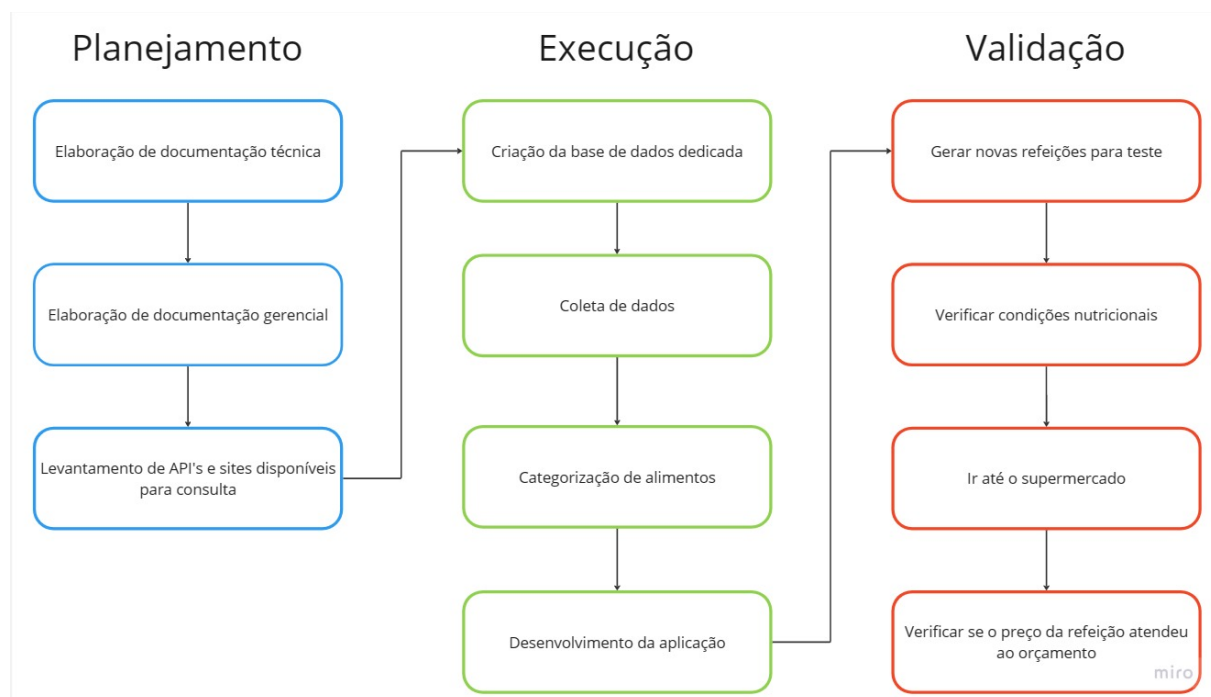 Planejamento
Elaboração de documentação técnica
Elaboração de documentação gerencial
Levantamento de API's e sites disponíveis
para consulta
Execução
Criação da base de dados dedicada
Coleta de dados
Categorização de alimentos
Desenvolvimento da aplicação
Validação
Gerar novas refeições para teste
Verificar condições nutricionais
Ir até o supermercado
Verificar se o preço da refeição atendeu
ao orçamento
miro